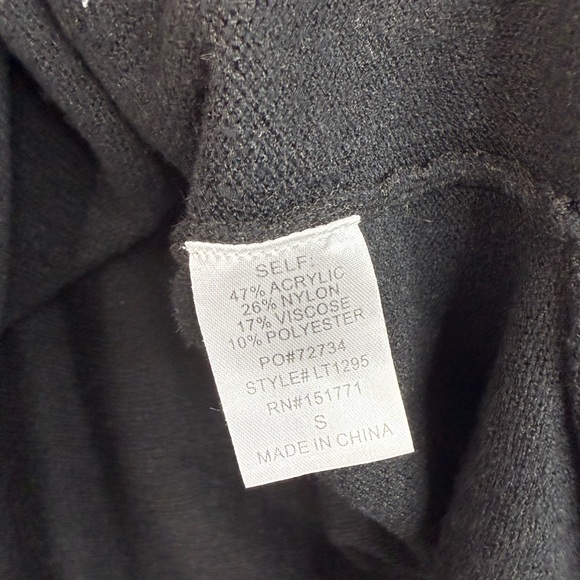 SELF:
47% ACRYLIC
26% NYLON
17% VISCOSE
10% POLYESTER
PO#72734
STYLE# LT1295
RN#151771
S
MADE IN CHINA